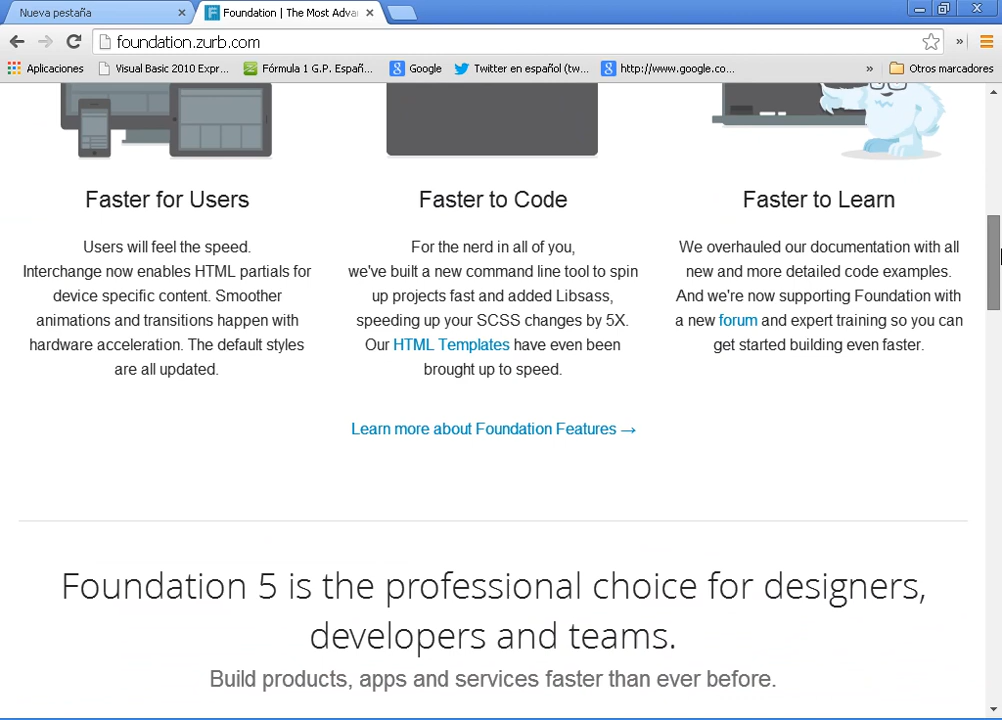 Nueva pestaña
Foundation | The Most Adva
foundation.zurb.com
Aplicaciones
Visual Basic 2010 Expr...
Fórmula 1 G.P. Españ...
Google
Twitter en español (tw...
http://www.google.co...
»
Otros marcadores
Faster for Users
Users will feel the speed.
Interchange now enables HTML partials for
device specific content. Smoother
animations and transitions happen with
hardware acceleration. The default styles
are all updated.
Faster to Code
For the nerd in all of you,
we've built a new command line tool to spin
up projects fast and added Libsass,
speeding up your SCSS changes by 5X.
Our HTML Templates have even been
brought up to speed.
Faster to Learn
We overhauled our documentation with all
new and more detailed code examples.
And we're now supporting Foundation with
a new forum and expert training so you can
get started building even faster.
Learn more about Foundation Features →
Foundation 5 is the professional choice for designers,
developers and teams.
Build products, apps and services faster than ever before.